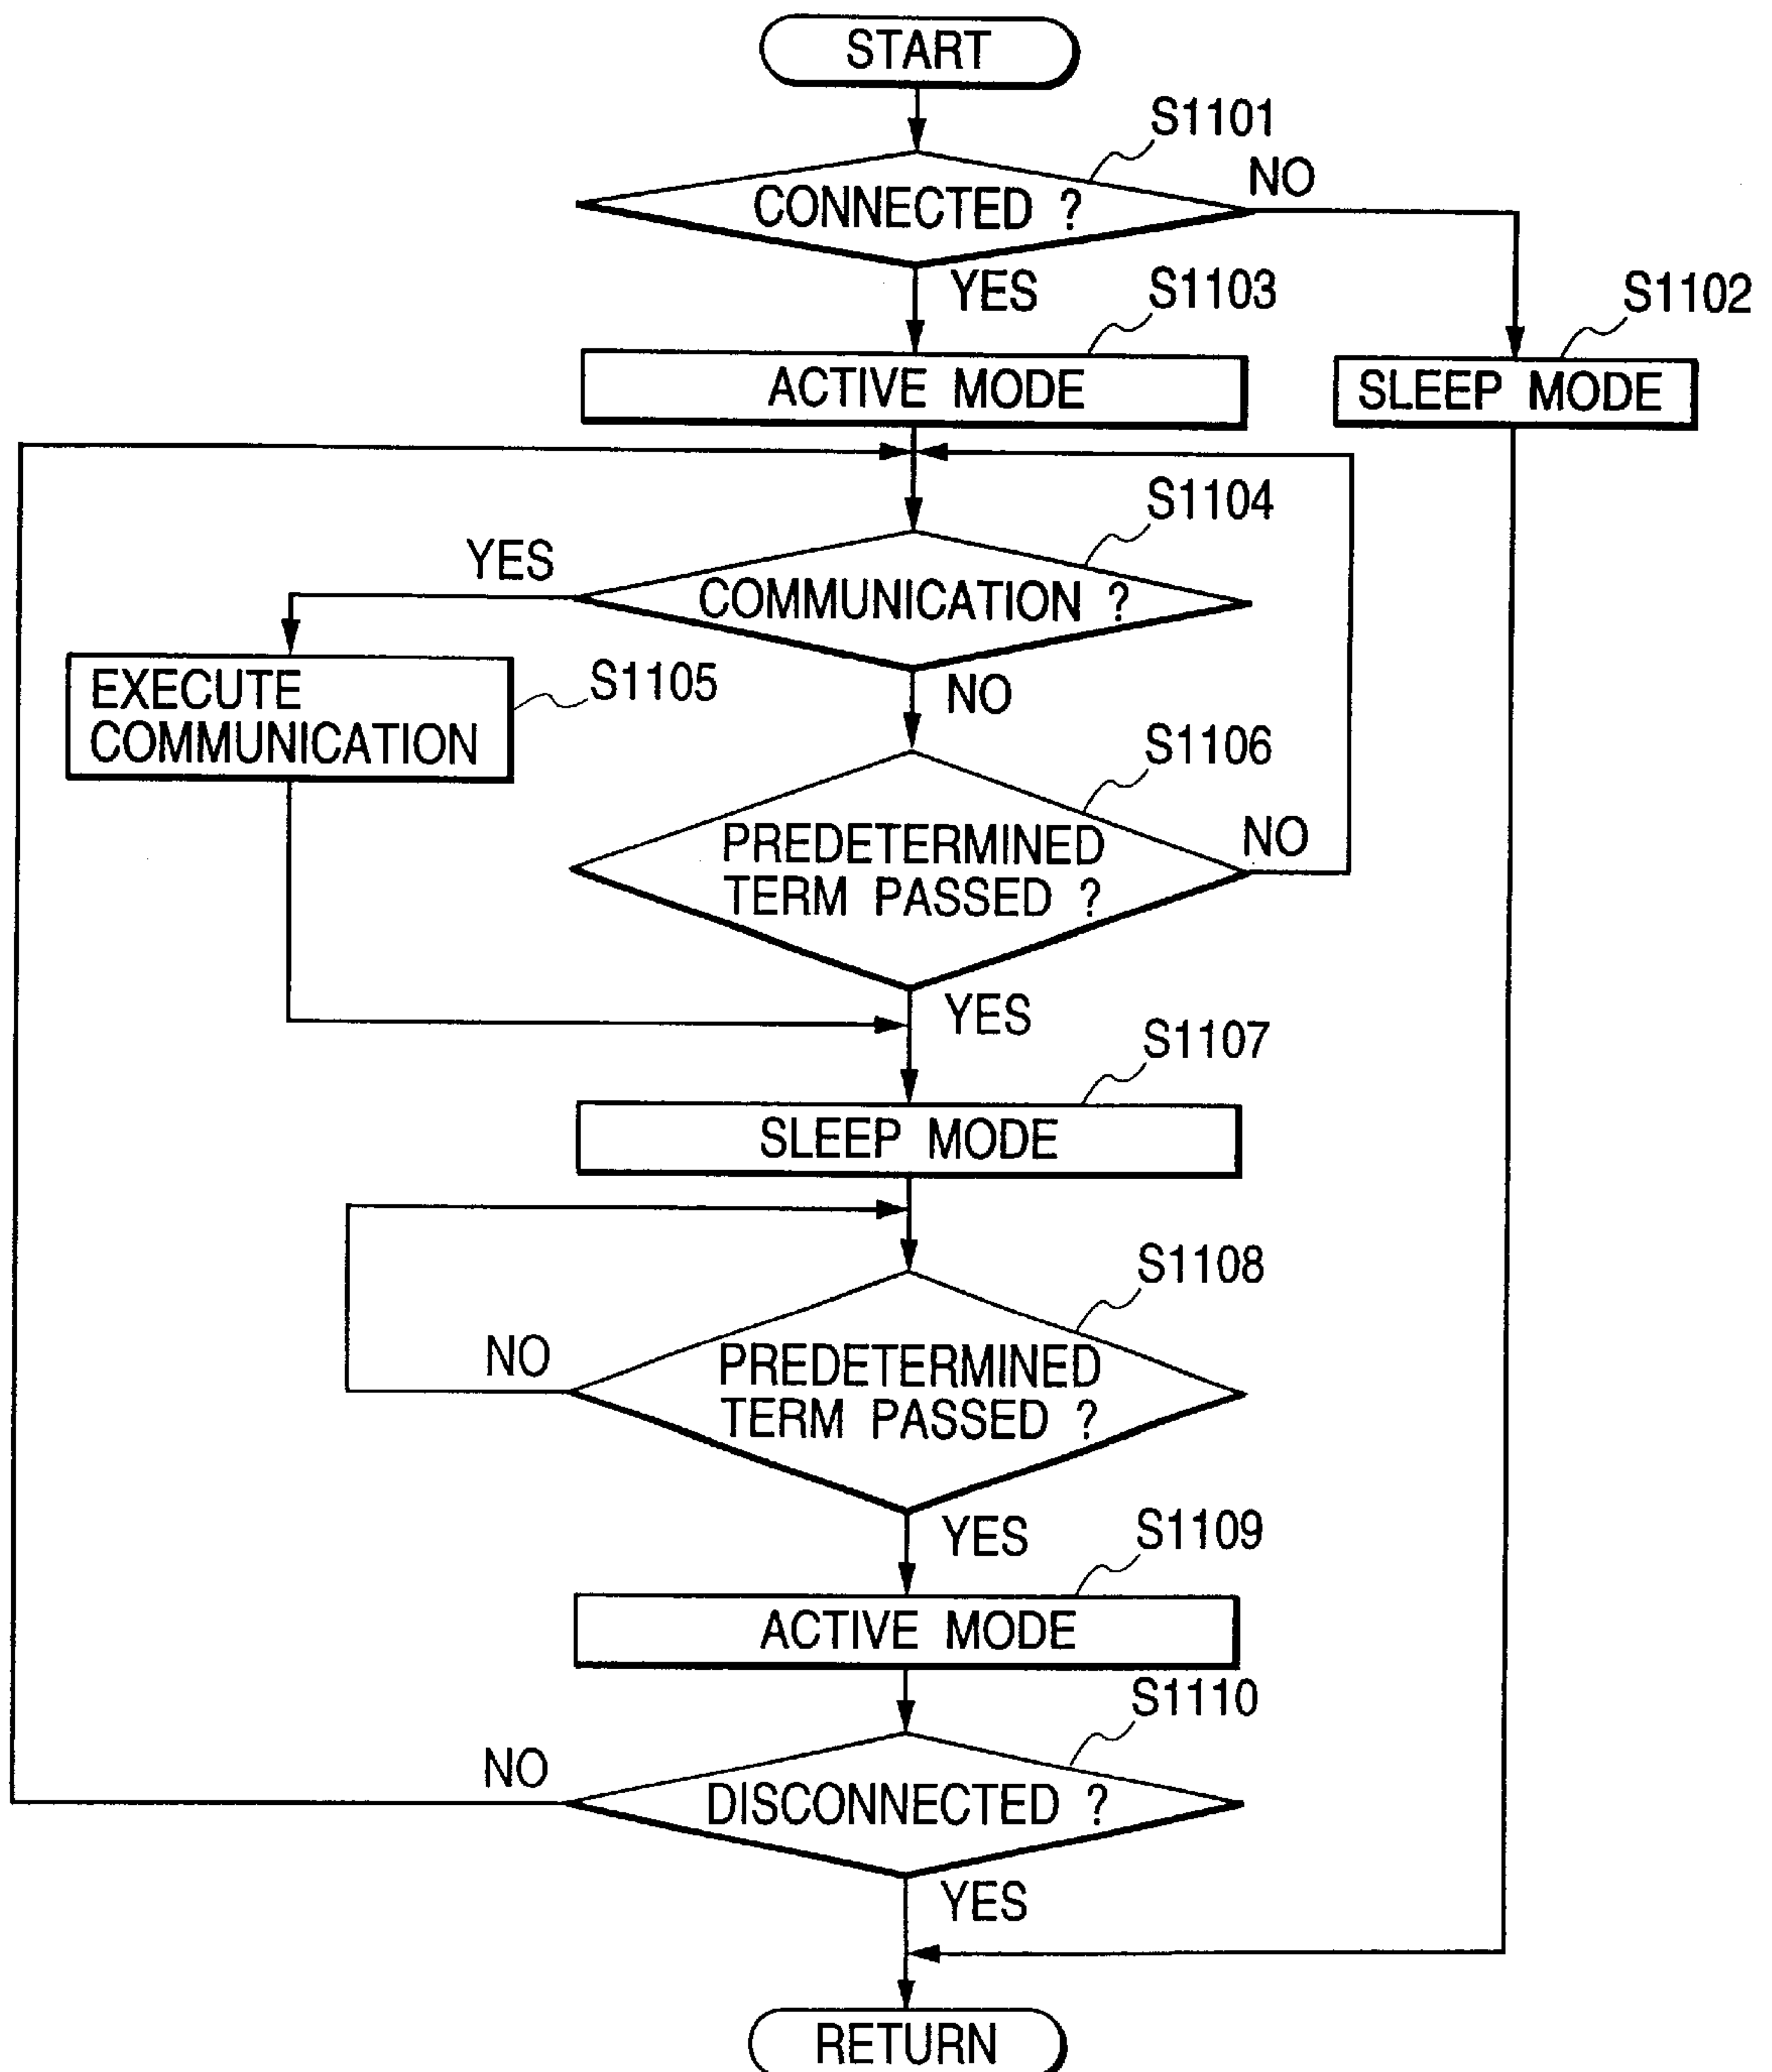 START
S1101
CONNECTED ?
NO
YES
S1103
S1102
ACTIVE MODE
SLEEP MODE
S1104
YES
COMMUNICATION ?
EXECUTE
COMMUNICATION
S1105
NO
S1106
PREDETERMINED
TERM PASSED ?
NO
YES
S1107
SLEEP MODE
S1108
NO
PREDETERMINED
TERM PASSED ?
YES
S1109
ACTIVE MODE
S1110
NO
DISCONNECTED ?
YES
RETURN